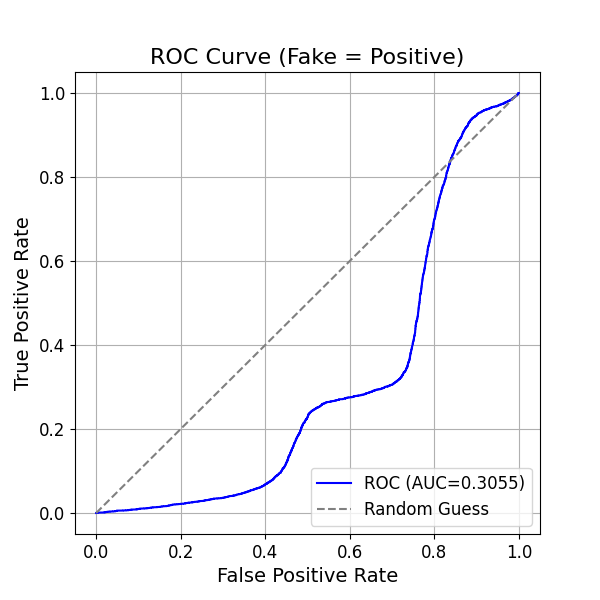 ROC Curve (Fake = Positive)
1.0
0.8
0.6
0.4
0.2
0.0
True Positive Rate
ROC (AUC=0.3055)
Random Guess
0.0 0.2 0.4 0.6 0.8 1.0
False Positive Rate